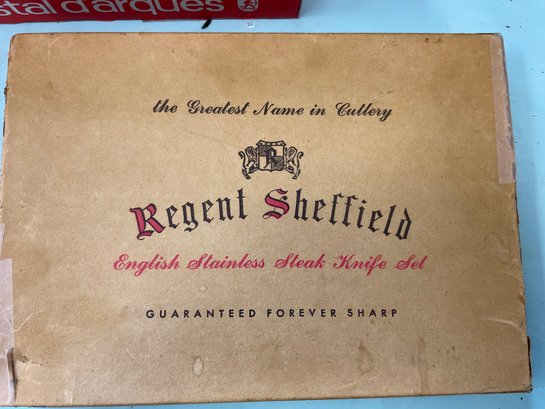 stal d'arques
the Greatest Name in Cutlery
Regent Sheffield
English Stainless Steak Knife Set
GUARANTEED FOREVER SHARP